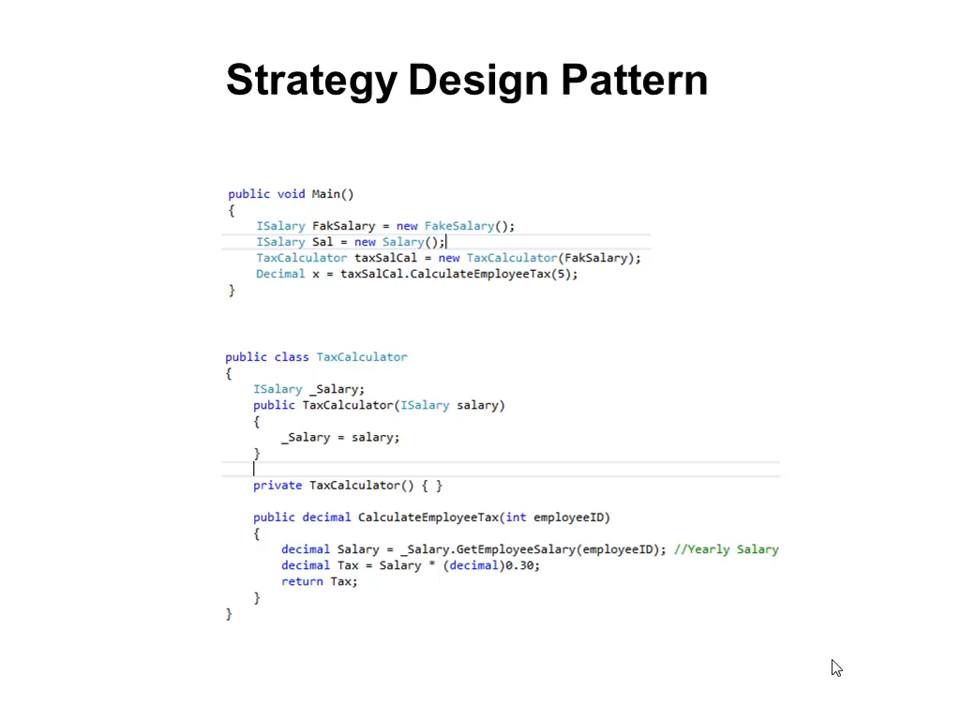 Strategy Design Pattern
public void Main()
{
ISalary FakSalary = new FakeSalary();
ISalary Sal = new Salary();
TaxCalculator taxSalCal = new TaxCalculator(FakSalary);
Decimal x = taxSalCal.CalculateEmployeeTax(5);
}
public class TaxCalculator
{
ISalary _Salary;
public TaxCalculator(ISalary salary)
{
_Salary = salary;
}
private TaxCalculator() { }
public decimal CalculateEmployeeTax(int employeeID)
{
decimal Salary = _Salary.GetEmployeeSalary(employeeID); //Yearly Salary
decimal Tax = Salary * (decimal)0.30;
return Tax;
}
}